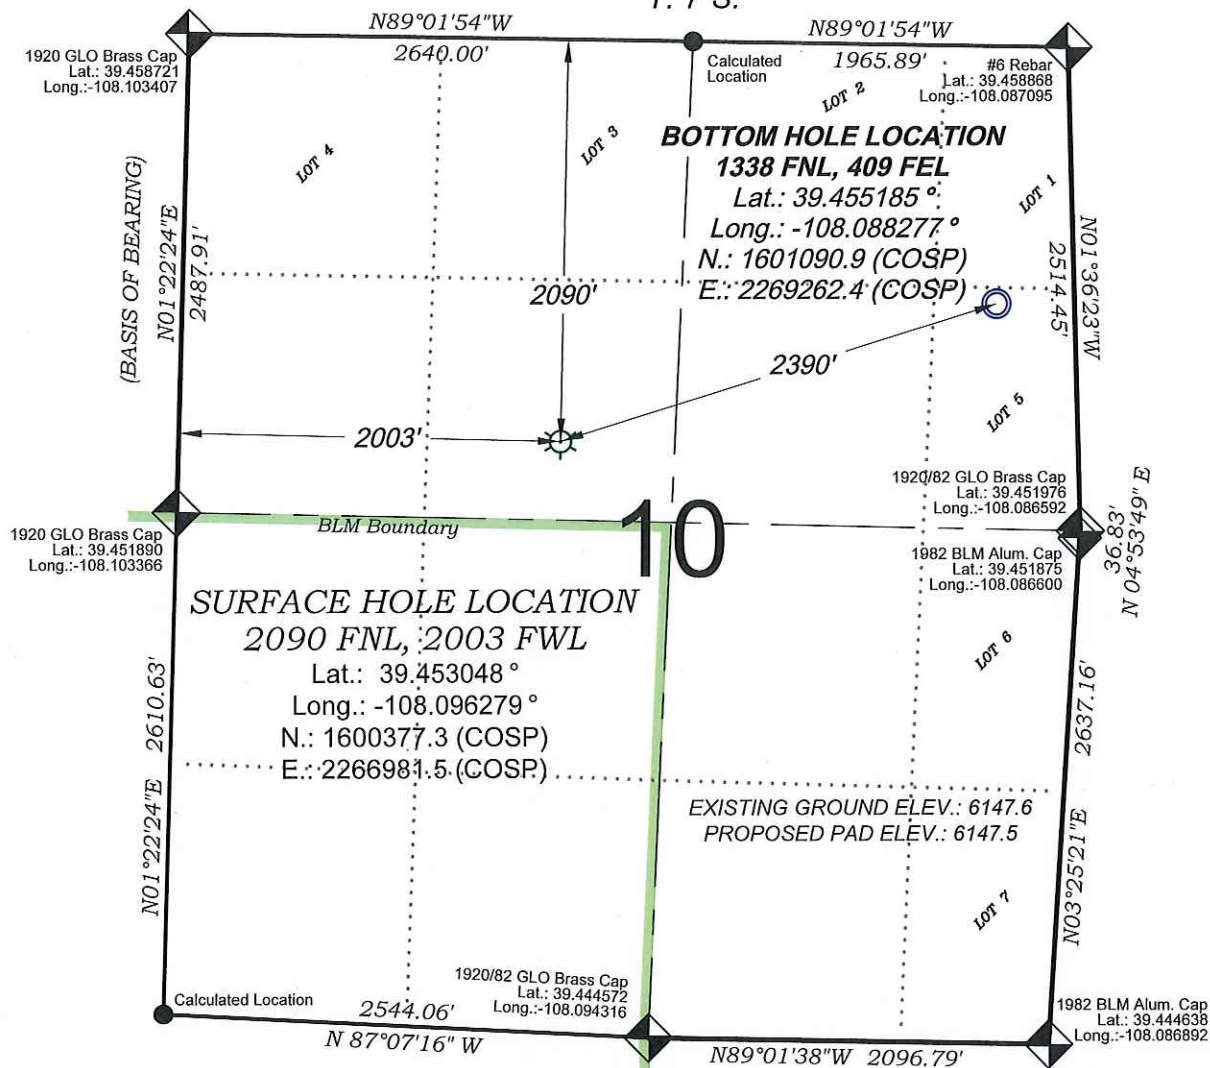 N89°01'54"W
2640.00'
N89°01'54"W
1965.89'
1920 GLO Brass Cap
Lat.: 39.458721
Long.:-108.103407
Calculated
Location
#6 Rebar
Lat.: 39.458868
Long.:-108.087095
LOT 4
LOT 3
LOT 2
LOT 1
BOTTOM HOLE LOCATION
1338 FNL, 409 FEL
Lat.: 39.455185 °
Long.: -108.088277 °
N.: 1601090.9 (COSP)
E.: 2269262.4 (COSP)
(BASIS OF BEARING)
N01°22'24"E
2487.91'
2090'
N01°36'23"W
2514.45'
2390'
2003'
LOT 5
1920/82 GLO Brass Cap
Lat.: 39.451976
Long.:-108.086592
1920 GLO Brass Cap
Lat.: 39.451890
Long.:-108.103366
BLM Boundary
10
1982 BLM Alum. Cap
Lat.: 39.451875
Long.:-108.086600
36.83'
N 04°53'49" E
SURFACE HOLE LOCATION
2090 FNL, 2003 FWL
Lat.: 39.453048 °
Long.: -108.096279 °
N.: 1600377.3 (COSP)
E.: 2266981.5 (COSP)
LOT 6
N01°22'24"E 2610.63'
N03°25'21"E 2637.16'
EXISTING GROUND ELEV.: 6147.6
PROPOSED PAD ELEV.: 6147.5
LOT 7
1920/82 GLO Brass Cap
Lat.: 39.444572
Long.:-108.094316
Calculated Location
2544.06'
N 87°07'16" W
N89°01'38"W 2096.79'
1982 BLM Alum. Cap
Lat.: 39.444638
Long.:-108.086892